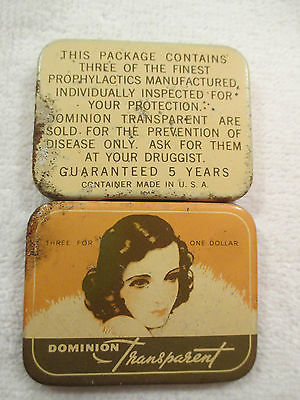 THIS PACKAGE CONTAINS
THREE OF THE FINEST
PROPHYLACTICS MANUFACTURED,
INDIVIDUALLY INSPECTED FOR
YOUR PROTECTION.
DOMINION TRANSPARENT ARE
SOLD FOR THE PREVENTION OF
DISEASE ONLY. ASK FOR THEM
AT YOUR DRUGGIST.
GUARANTEED 5 YEARS
CONTAINER MADE IN U.S.A.
THREE FOR ONE DOLLAR
DOMINION Transparent